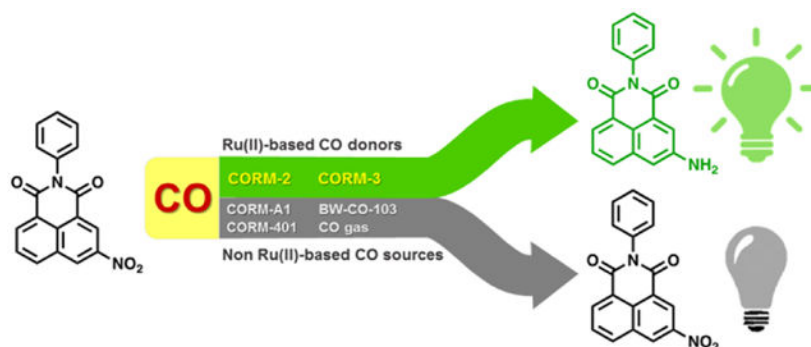 O N O
NO₂
CO
Ru(II)-based CO donors
CORM-2 CORM-3
CORM-A1 BW-CO-103
CORM-401 CO gas
Non Ru(II)-based CO sources
O N O
NH₂
O N O
NO₂